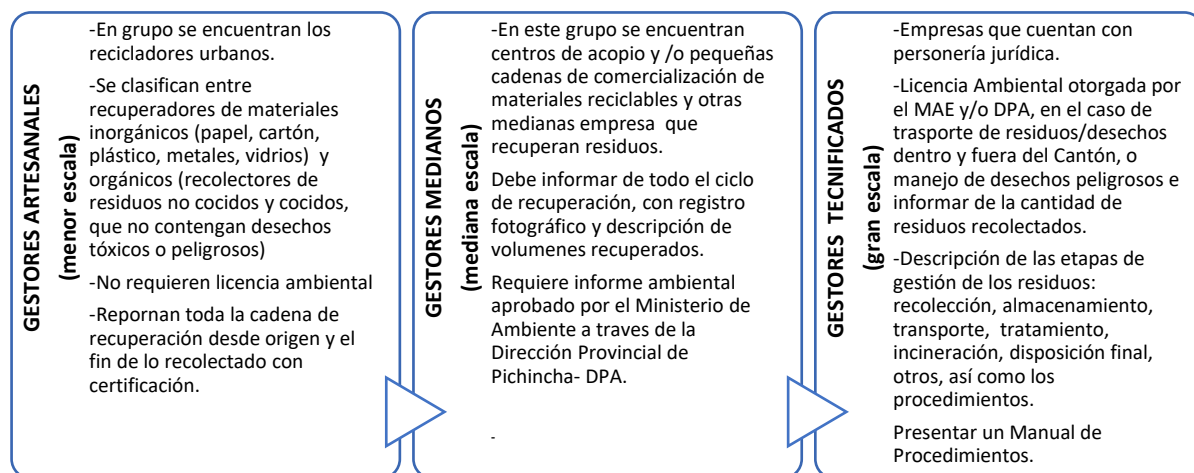 GESTORES ARTESANALES
(menor escala)
-En grupo se encuentran los
recicladores urbanos.
-Se clasifican entre
recuperadores de materiales
inorgánicos (papel, cartón,
plástico, metales, vidrios) y
orgánicos (recolectores de
residuos no cocidos y cocidos,
que no contengan desechos
tóxicos o peligrosos)
-No requieren licencia ambiental
-Repornan toda la cadena de
recuperación desde origen y el
fin de lo recolectado con
certificación.
GESTORES MEDIANOS
(mediana escala)
-En este grupo se encuentran
centros de acopio y /o pequeñas
cadenas de comercialización de
materiales reciclables y otras
medianas empresa que
recuperan residuos.
Debe informar de todo el ciclo
de recuperación, con registro
fotográfico y descripción de
volumenes recuperados.
Requiere informe ambiental
aprobado por el Ministerio de
Ambiente a traves de la
Dirección Provincial de
Pichincha- DPA.
-
GESTORES TECNIFICADOS
(gran escala)
-Empresas que cuentan con
personería jurídica.
-Licencia Ambiental otorgada por
el MAE y/o DPA, en el caso de
trasporte de residuos/desechos
dentro y fuera del Cantón, o
manejo de desechos peligrosos e
informar de la cantidad de
residuos recolectados.
-Descripción de las etapas de
gestión de los residuos:
recolección, almacenamiento,
transporte, tratamiento,
incineración, disposición final,
otros, así como los
procedimientos.
Presentar un Manual de
Procedimientos.